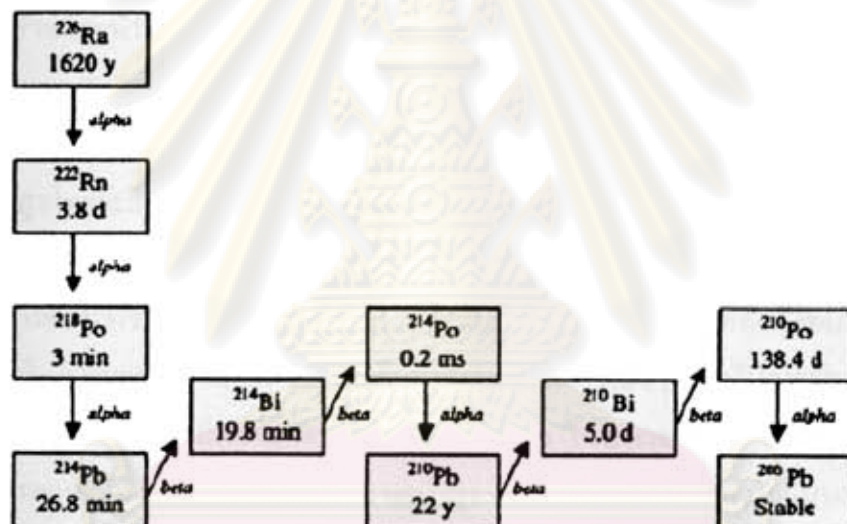 ²²⁶Ra
1620 y
alpha
²²²Rn
3.8 d
alpha
²¹⁸Po
3 min
alpha
²¹⁴Pb
26.8 min
beta
²¹⁴Bi
19.8 min
beta
²¹⁴Po
0.2 ms
alpha
²¹⁰Pb
22 y
beta
²¹⁰Bi
5.0 d
beta
²¹⁰Po
138.4 d
alpha
²⁰⁶Pb
Stable